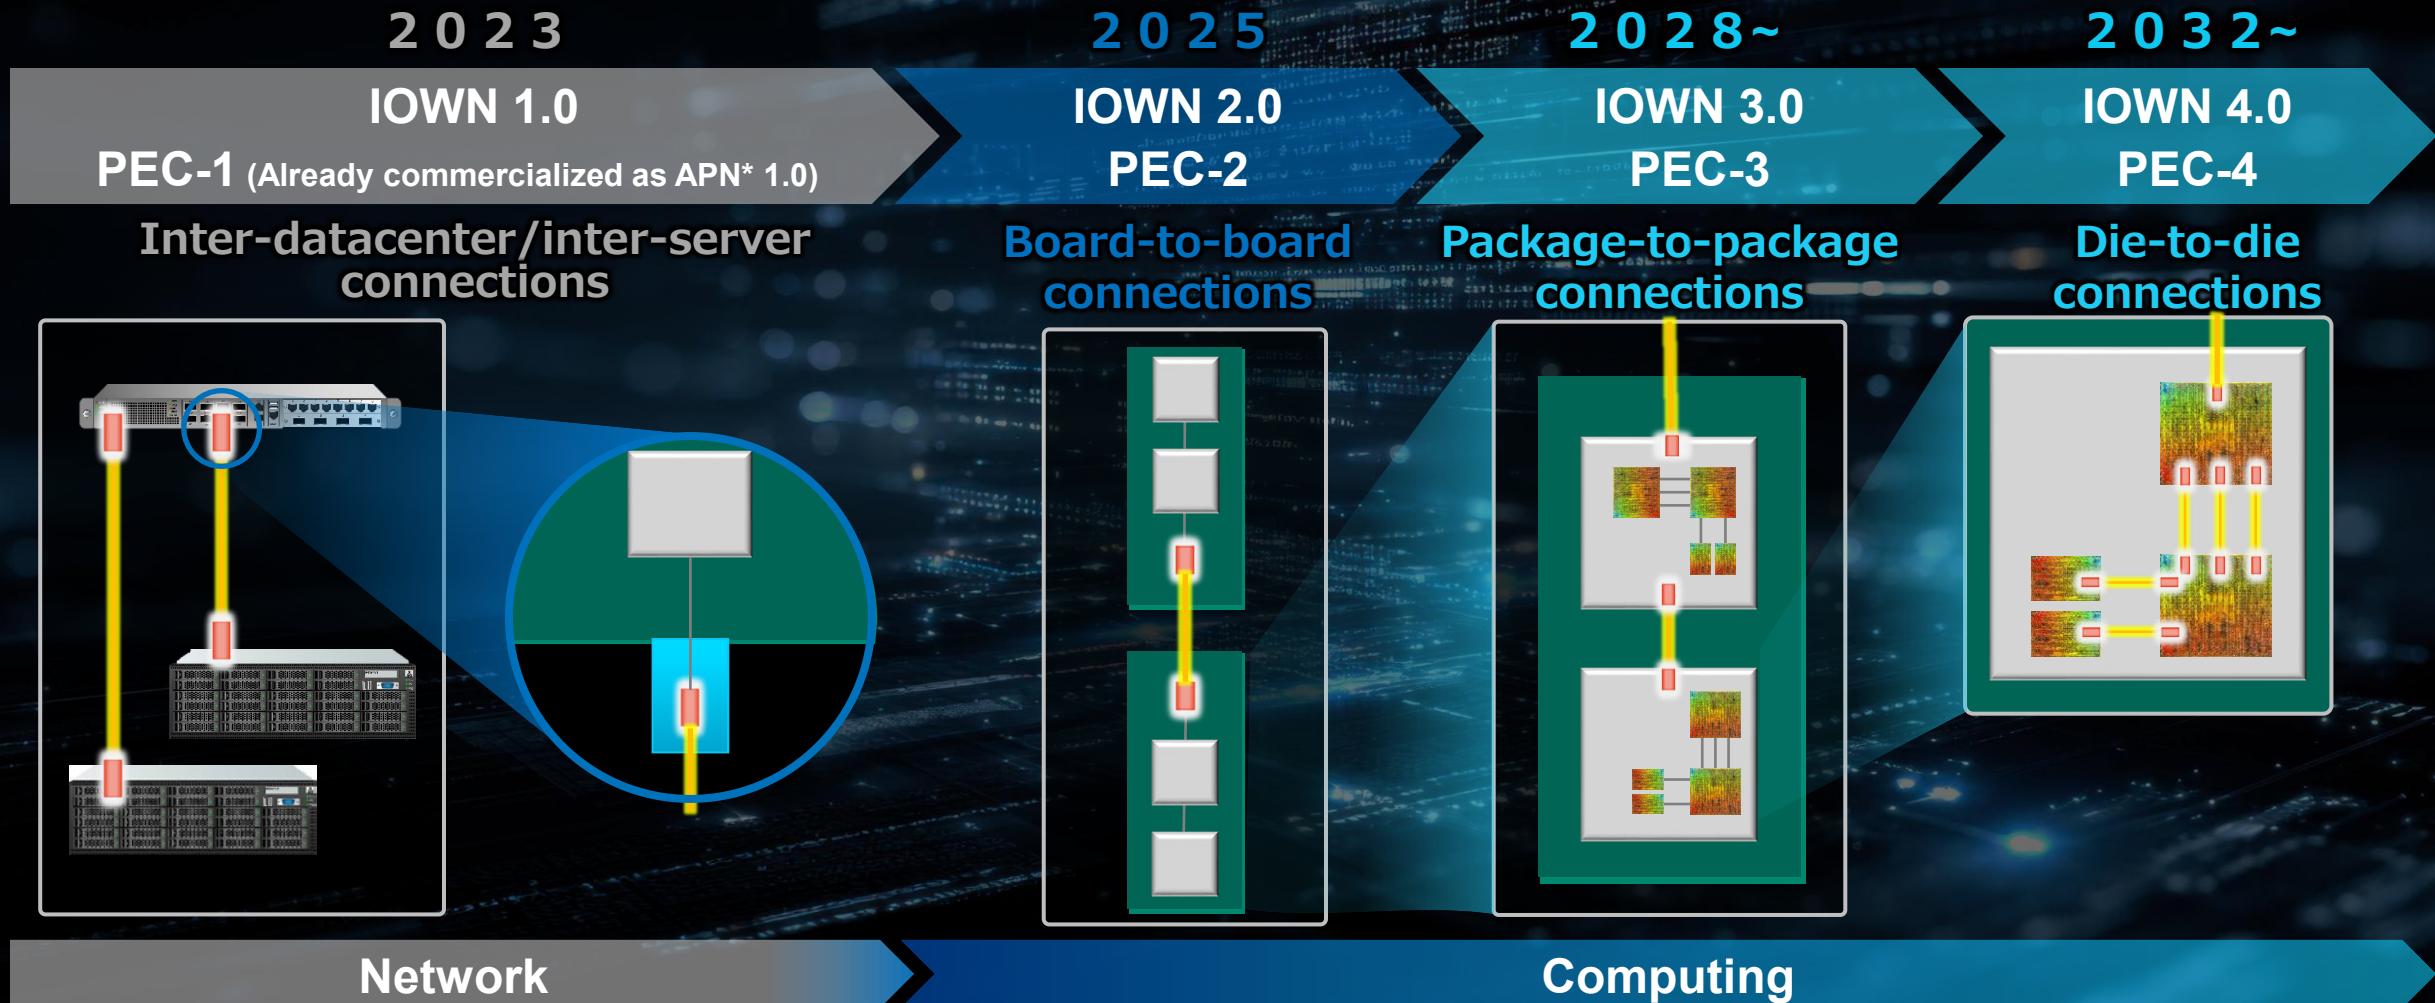 2023
2025
2028~
2032~
IOWN 1.0
PEC-1 (Already commercialized as APN* 1.0)
IOWN 2.0
PEC-2
IOWN 3.0
PEC-3
IOWN 4.0
PEC-4
Inter-datacenter/inter-server
connections
Board-to-board
connections
Package-to-package
connections
Die-to-die
connections
Network
Computing